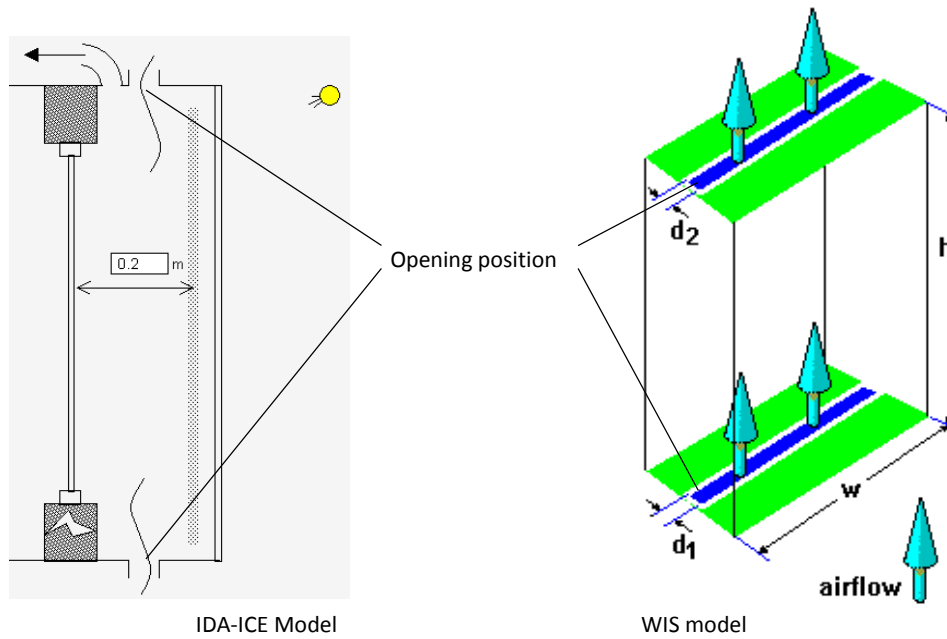 0.2 m
Opening position
d2
h
w
d1
airflow
IDA-ICE Model
WIS model